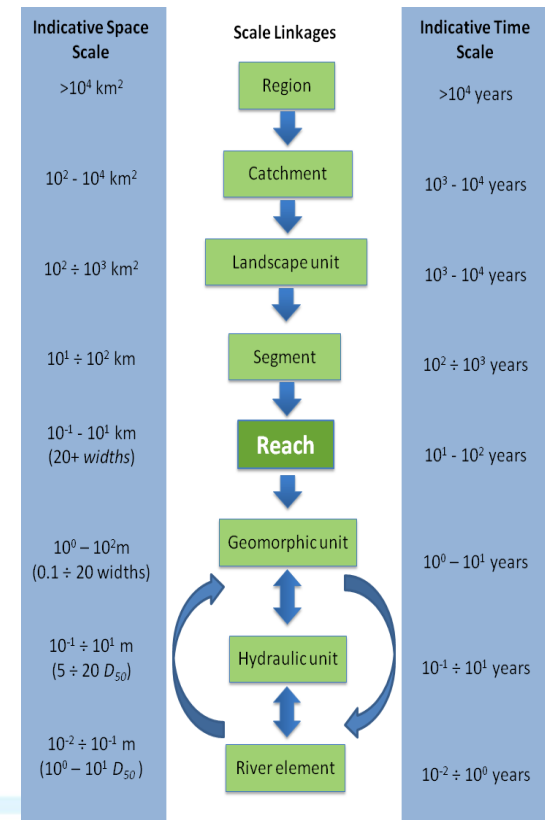 Indicative Space
Scale
Scale Linkages
Indicative Time
Scale
>10⁴ km²
Region
>10⁴ years
10² - 10⁴ km²
Catchment
10³ - 10⁴ years
10² ÷ 10³ km²
Landscape unit
10³ - 10⁴ years
10¹ ÷ 10² km
Segment
10² ÷ 10³ years
10⁻¹ - 10¹ km
(20+ widths)
Reach
10¹ - 10² years
10⁰ – 10²m
(0.1 ÷ 20 widths)
Geomorphic unit
10⁰ – 10¹ years
10⁻¹ ÷ 10¹ m
(5 ÷ 20 D₅₀)
Hydraulic unit
10⁻¹ ÷ 10¹ years
10⁻² ÷ 10⁻¹ m
(10⁰ – 10¹ D₅₀ )
River element
10⁻² ÷ 10⁰ years